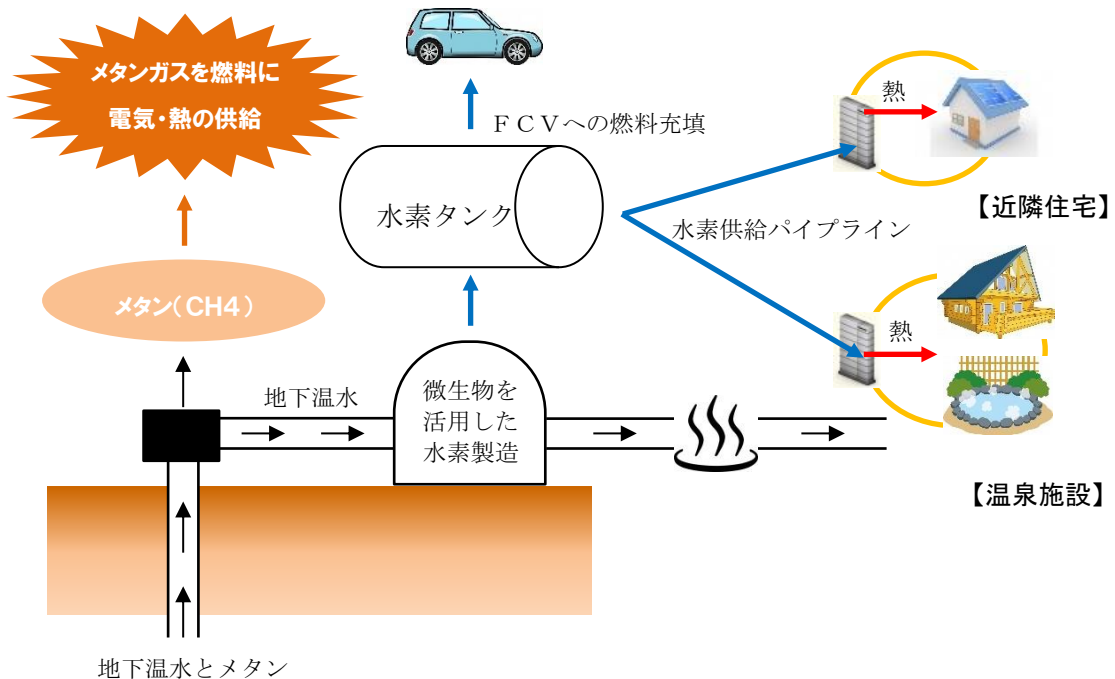 メタンガスを燃料に
電気・熱の供給
ＦＣＶへの燃料充填
熱
【近隣住宅】
水素タンク
水素供給パイプライン
メタン(CH4)
熱
地下温水
微生物を
活用した
水素製造
【温泉施設】
地下温水とメタン